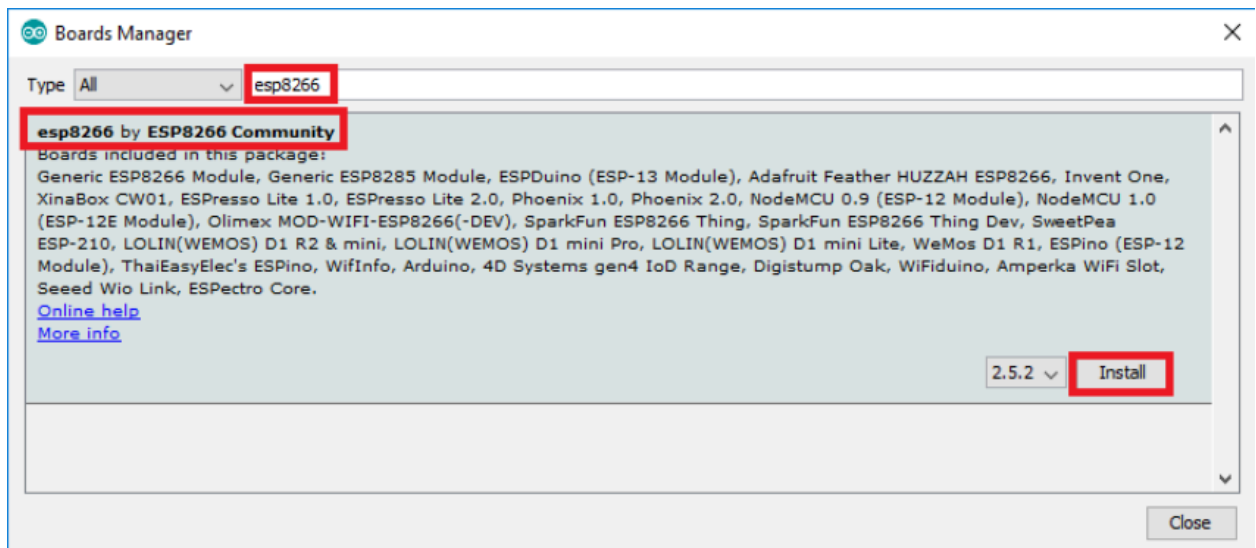 Boards Manager
Type All esp8266
esp8266 by ESP8266 Community
Boards included in this package:
Generic ESP8266 Module, Generic ESP8285 Module, ESPDuino (ESP-13 Module), Adafruit Feather HUZZAH ESP8266, Invent One,
XinaBox CW01, ESPresso Lite 1.0, ESPresso Lite 2.0, Phoenix 1.0, Phoenix 2.0, NodeMCU 0.9 (ESP-12 Module), NodeMCU 1.0
(ESP-12E Module), Olimex MOD-WIFI-ESP8266(-DEV), SparkFun ESP8266 Thing, SparkFun ESP8266 Thing Dev, SweetPea
ESP-210, LOLIN(WEMOS) D1 R2 & mini, LOLIN(WEMOS) D1 mini Pro, LOLIN(WEMOS) D1 mini Lite, WeMos D1 R1, ESPino (ESP-12
Module), ThaiEasyElec's ESPino, WifInfo, Arduino, 4D Systems gen4 IoD Range, Digistump Oak, WiFiduino, Amperka WiFi Slot,
Seeed Wio Link, ESPectro Core.
Online help
More info
2.5.2 Install
Close